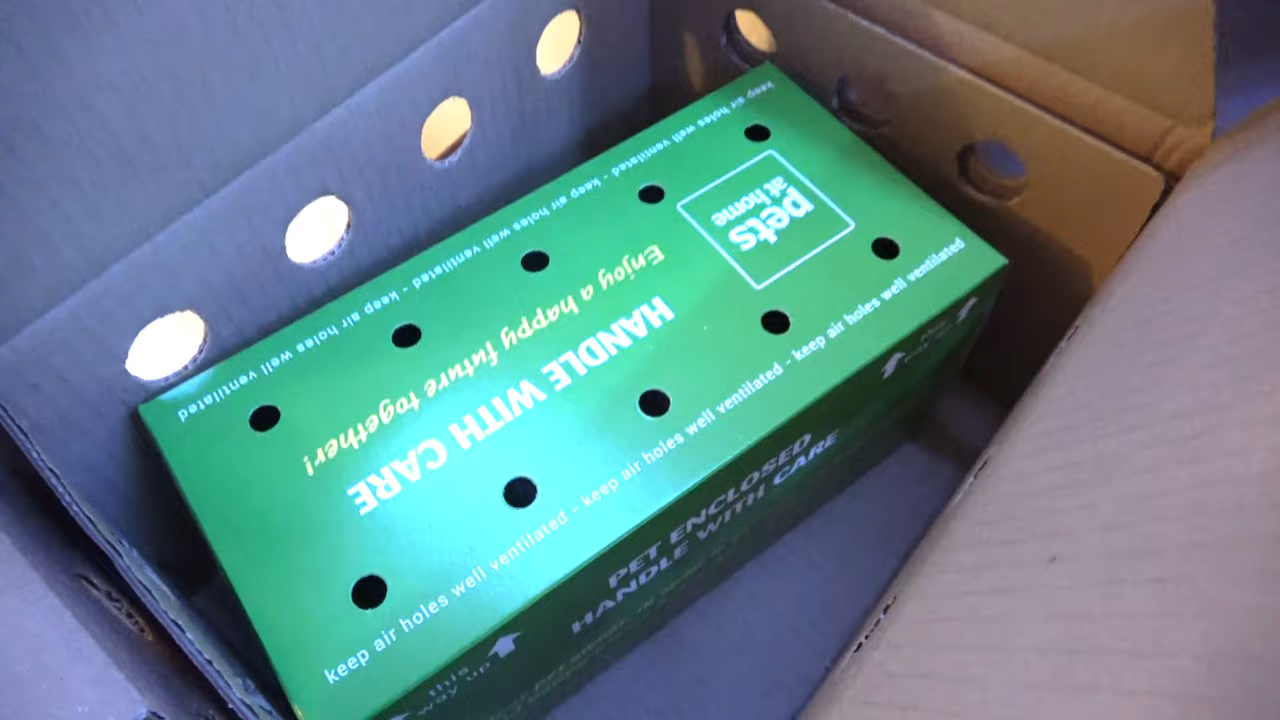 keep air holes well ventilated - keep air holes well ventilated - keep air holes well ventilated
pets
at home
Enjoy a happy future together!
HANDLE WITH CARE
keep air holes well ventilated - keep air holes well ventilated - keep air holes well ventilated
PET ENCLOSED
HANDLE WITH CARE
this
way up